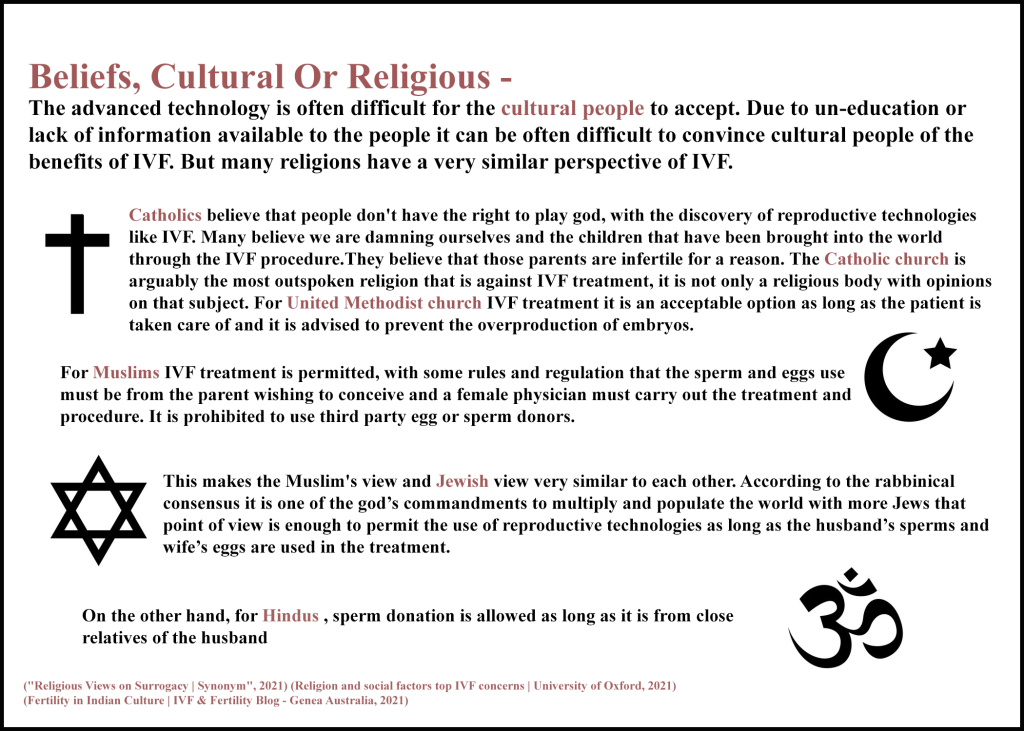 Beliefs, Cultural Or Religious -
The advanced technology is often difficult for the cultural people to accept. Due to un-education or
lack of information available to the people it can be often difficult to convince cultural people of the
benefits of IVF. But many religions have a very similar perspective of IVF.
Catholics believe that people don't have the right to play god, with the discovery of reproductive technologies
like IVF. Many believe we are damning ourselves and the children that have been brought into the world
through the IVF procedure.They believe that those parents are infertile for a reason. The Catholic church is
arguably the most outspoken religion that is against IVF treatment, it is not only a religious body with opinions
on that subject. For United Methodist church IVF treatment it is an acceptable option as long as the patient is
taken care of and it is advised to prevent the overproduction of embryos.
For Muslims IVF treatment is permitted, with some rules and regulation that the sperm and eggs use
must be from the parent wishing to conceive and a female physician must carry out the treatment and
procedure. It is prohibited to use third party egg or sperm donors.
This makes the Muslim's view and Jewish view very similar to each other. According to the rabbinical
consensus it is one of the god’s commandments to multiply and populate the world with more Jews that
point of view is enough to permit the use of reproductive technologies as long as the husband’s sperms and
wife’s eggs are used in the treatment.
On the other hand, for Hindus , sperm donation is allowed as long as it is from close
relatives of the husband
("Religious Views on Surrogacy | Synonym", 2021) (Religion and social factors top IVF concerns | University of Oxford, 2021)
(Fertility in Indian Culture | IVF & Fertility Blog - Genea Australia, 2021)